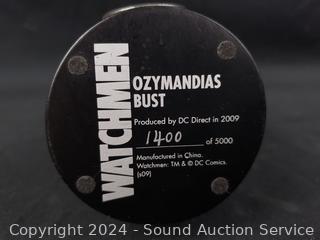 WATCHMEN
OZYMANDIAS
BUST
Produced by DC Direct in 2009
1400 of 5000
Manufactured in China.
Watchmen: TM & © DC Comics.
(s09)
Copyright © 2024 - Sound Auction Service